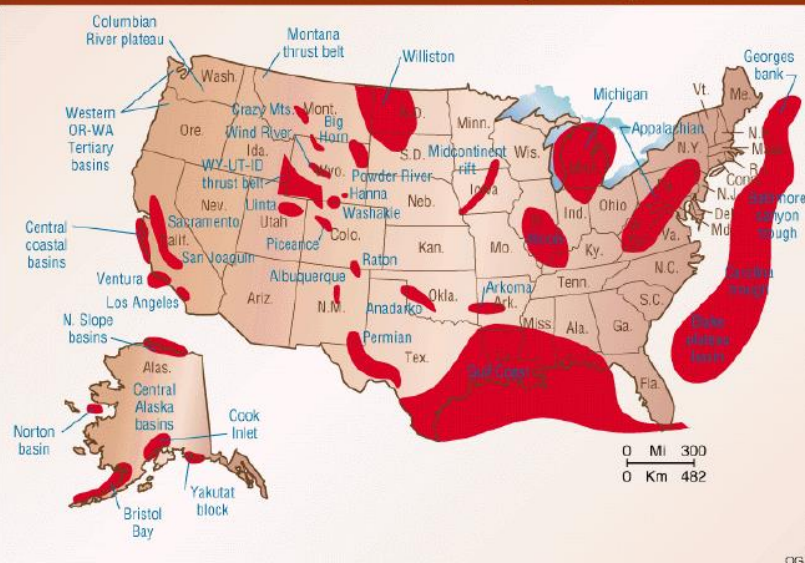 Columbian
River plateau
Montana
thrust belt
Williston
Georges
bank
Wash.
Vt.
Me.
Michigan
Western
OR-WA
Tertiary
basins
Crazy Mts.
Mont.
Minn.
Appalachian
Ore.
Wind River
Big
Horn
Ida.
S.D.
Midcontinent
rift
Wis.
N.Y.
WY-UT-ID
thrust belt
Wyo.
Powder River
Hanna
Iowa
N.J.
Uinta
Washakie
Neb.
Ind.
Ohio
Del
Md
Baltimore
canyon
trough
Nev.
Utah
Central
coastal
basins
Sacramento
Calif.
Piceance
Colo.
Kan.
Mo.
Illinois
Ky.
Va.
San Joaquin
Raton
N.C.
Carolina
trough
Ventura
Albuquerque
Okla.
Arkoma
Ark.
Tenn.
Los Angeles
Ariz.
N.M.
Anadarko
S.C.
N. Slope
basins
Permian
Miss
Ala.
Ga.
plateau
basin
Alas.
Tex.
Gulf Coast
Fla.
Central
Alaska
basins
Cook
Inlet
Norton
basin
0 Mi 300
0 Km 482
Yakutat
block
Bristol
Bay